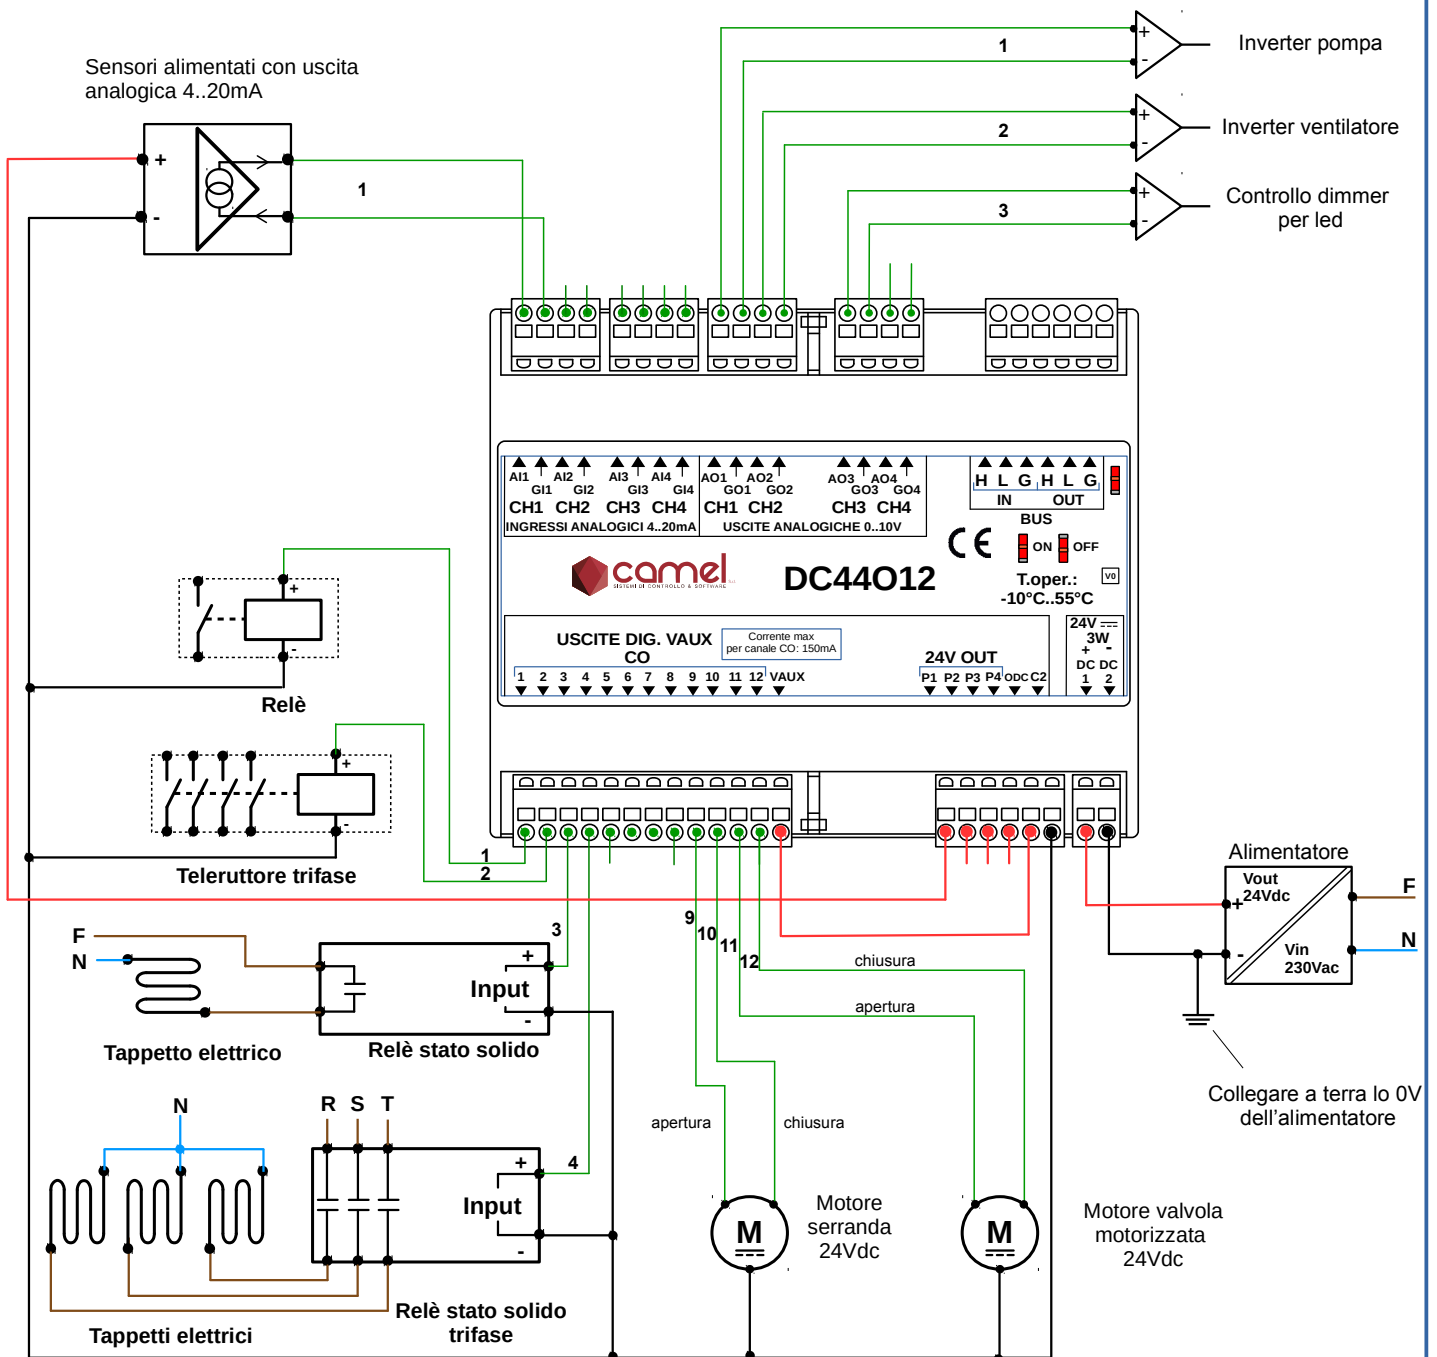 Sensori alimentati con uscita
analogica 4..20mA
+
-
1
1
+
-
Inverter pompa
2
+
-
Inverter ventilatore
3
+
-
Controllo dimmer
per led
AI1 AI2 AI3 AI4 AO1 AO2 AO3 AO4
GI1 GI2 GI3 GI4 GO1 GO2 GO3 GO4
CH1 CH2 CH3 CH4 CH1 CH2 CH3 CH4
INGRESSI ANALOGICI 4..20mA USCITE ANALOGICHE 0..10V
H L G H L G
IN OUT
BUS
CE
ON OFF
camel
SISTEMI DI CONTROLLO & SOFTWARE
DC44O12
T.oper.:
-10°C..55°C
V0
USCITE DIG. VAUX
CO
Corrente max
per canale CO: 150mA
1 2 3 4 5 6 7 8 9 10 11 12 VAUX
24V OUT
P1 P2 P3 P4 ODC C2
24V
3W
+ -
DC DC
1 2
+
-
Relè
+
-
Teleruttore trifase
1
2
3
4
9
10
11
12
Alimentatore
Vout
24Vdc
+
-
Vin
230Vac
F
N
Collegare a terra lo 0V
dell'alimentatore
F
N
+
Input
-
Tappetto elettrico
Relè stato solido
chiusura
apertura
apertura
chiusura
N
R S T
+
Input
-
Tappetti elettrici
Relè stato solido
trifase
M
Motore
serranda
24Vdc
M
Motore valvola
motorizzata
24Vdc